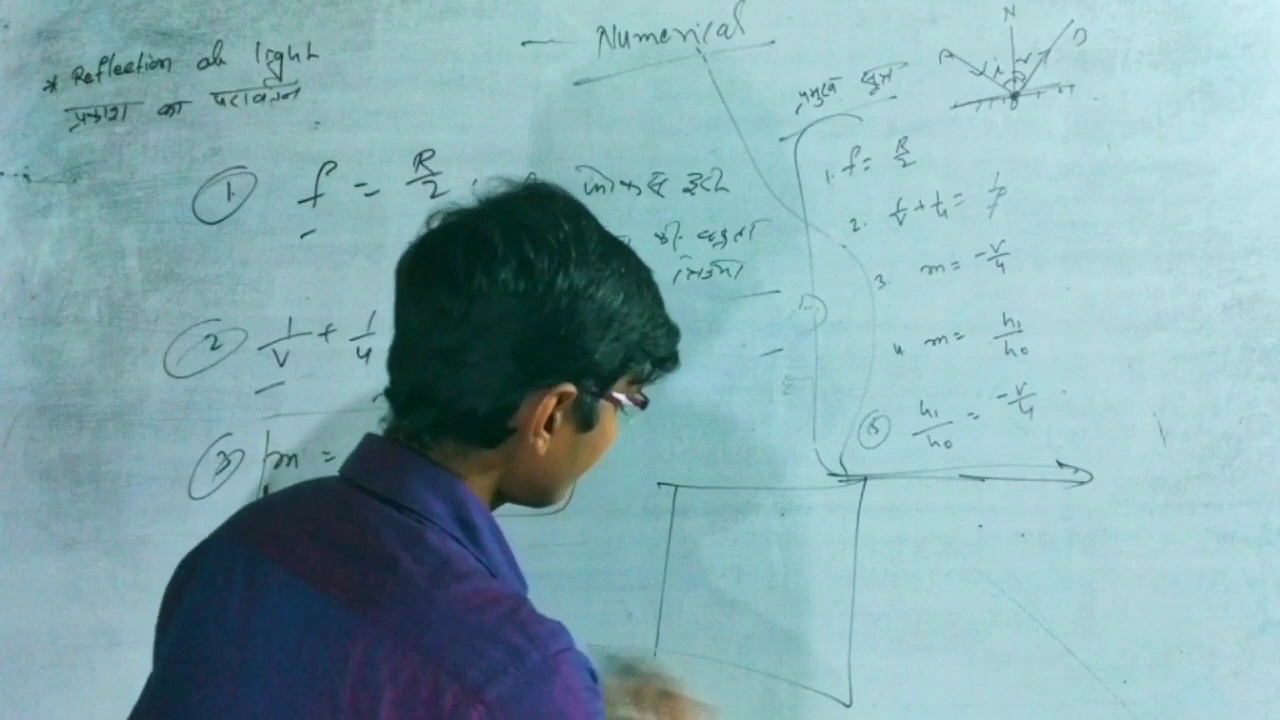 Numerical
* Reflection ob light
प्रकाश का परावर्तन
① f = R/2
② 1/v + 1/u
③ m =
प्रमुख सूत्र
1. f = R/2
2. 1/v + 1/u = 1/f
3. m = -v/u
4. m = h₁/h₀
⑤ h₁/h₀ = -v/u
N
A
i
r
B